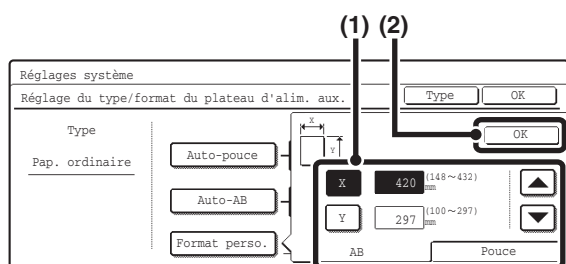 (1) (2)
Réglages système
Réglage du type/format du plateau d'alim. aux. Type OK
Type
Pap. ordinaire
Auto-pouce
Auto-AB
Format perso.
X
Y
OK
X 420 (148~432) mm
Y 297 (100~297) mm
AB Pouce